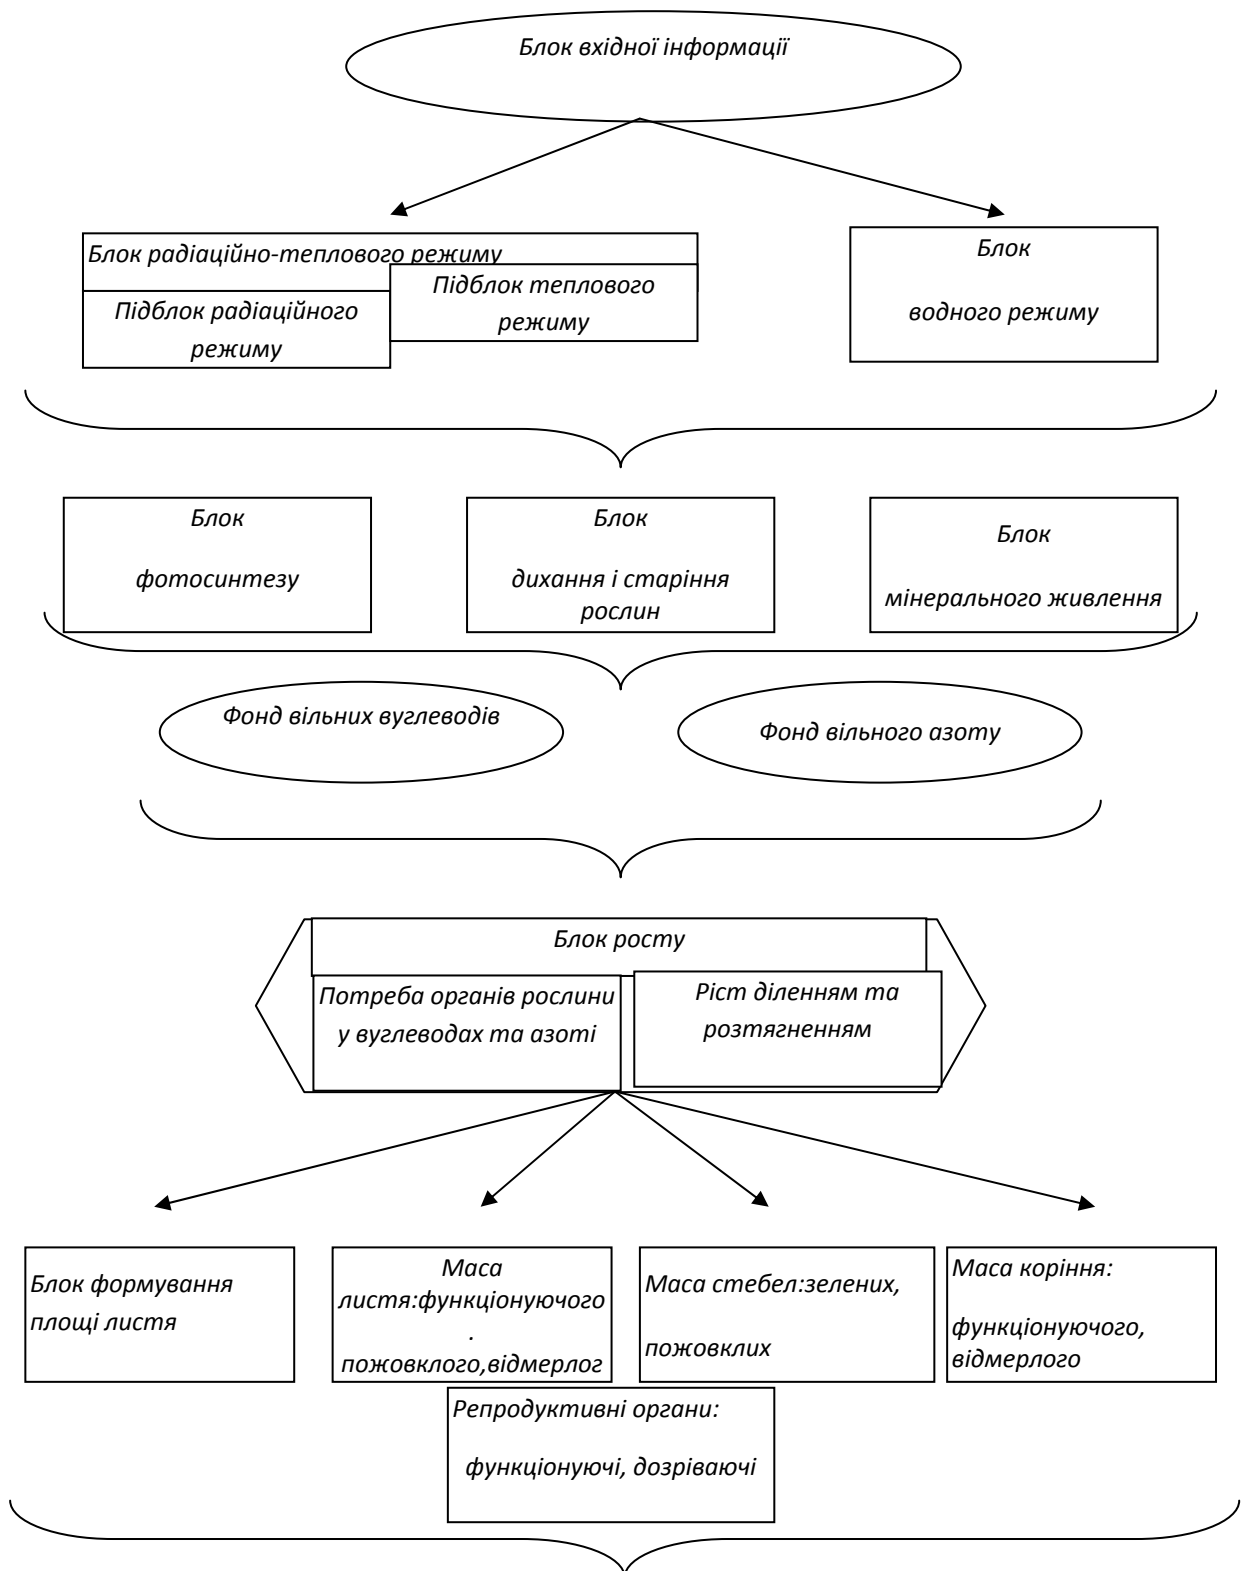 Блок вхідної інформації
Блок радіаційно-теплового режиму
Підблок теплового
режиму
Підблок радіаційного
режиму
Блок
водного режиму
Блок
фотосинтезу
Блок
дихання і старіння
рослин
Блок
мінерального живлення
Фонд вільних вуглеводів
Фонд вільного азоту
Блок росту
Потреба органів рослини
у вуглеводах та азоті
Ріст діленням та
розтягненням
Блок формування
площі листя
Маса
листя:функціонуючого
.
пожовклого,відмерлог
Маса стебел:зелених,
пожовклих
Маса коріння:
функціонуючого,
відмерлого
Репродуктивні органи:
функціонуючі, дозріваючі